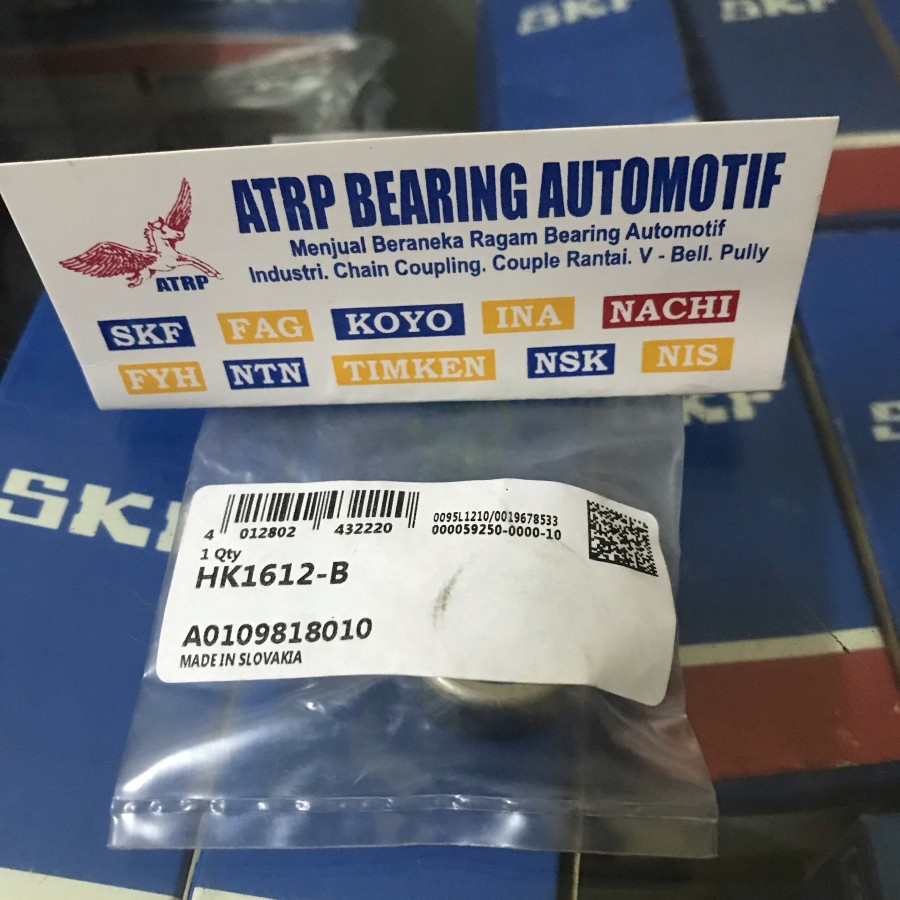 SKF
SKF
ATRP BEARING AUTOMOTIF
Menjual Beraneka Ragam Bearing Automotif
Industri. Chain Coupling. Couple Rantai. V - Bell. Pully
ATRP
SKF FAG KOYO INA NACHI
FYH NTN TIMKEN NSK NIS
SKF
SKF
4 012802 432220
0095L1210/0019678533
000059250-0000-10
1 Qty
HK1612-B
A0109818010
MADE IN SLOVAKIA